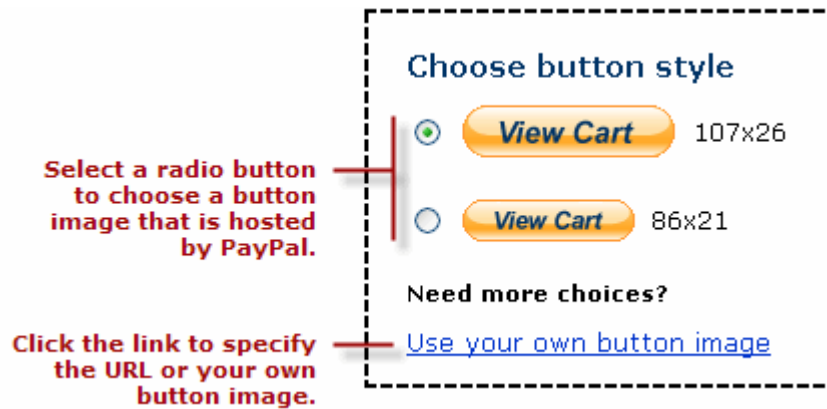 Choose button style
View Cart 107x26
Select a radio button
to choose a button
image that is hosted
by PayPal.
View Cart 86x21
Need more choices?
Use your own button image
Click the link to specify
the URL or your own
button image.